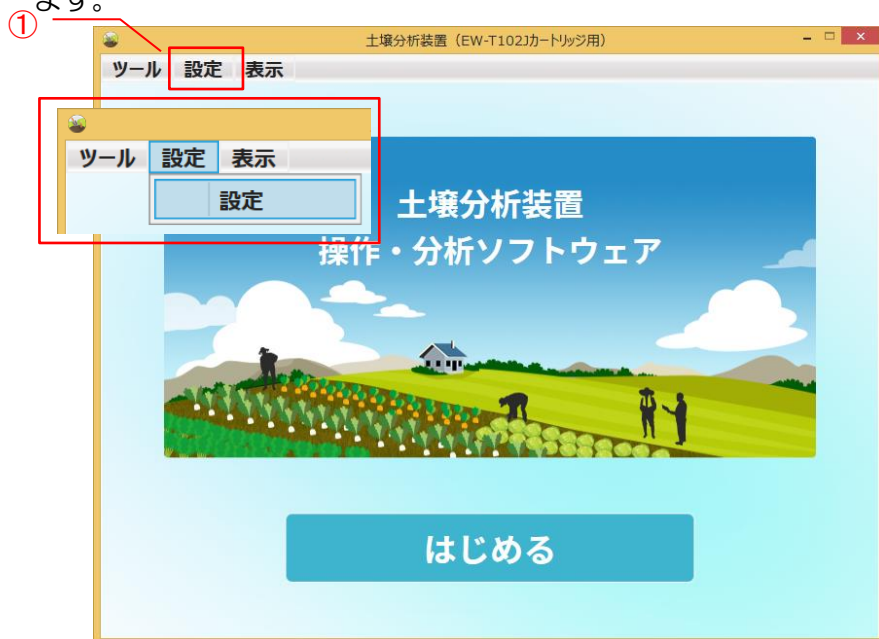 ます。
①
土壌分析装置（EW-T102Jカートリッジ用）
ツール 設定 表示
ツール 設定 表示
設定
土壌分析装置
操作・分析ソフトウェア
はじめる